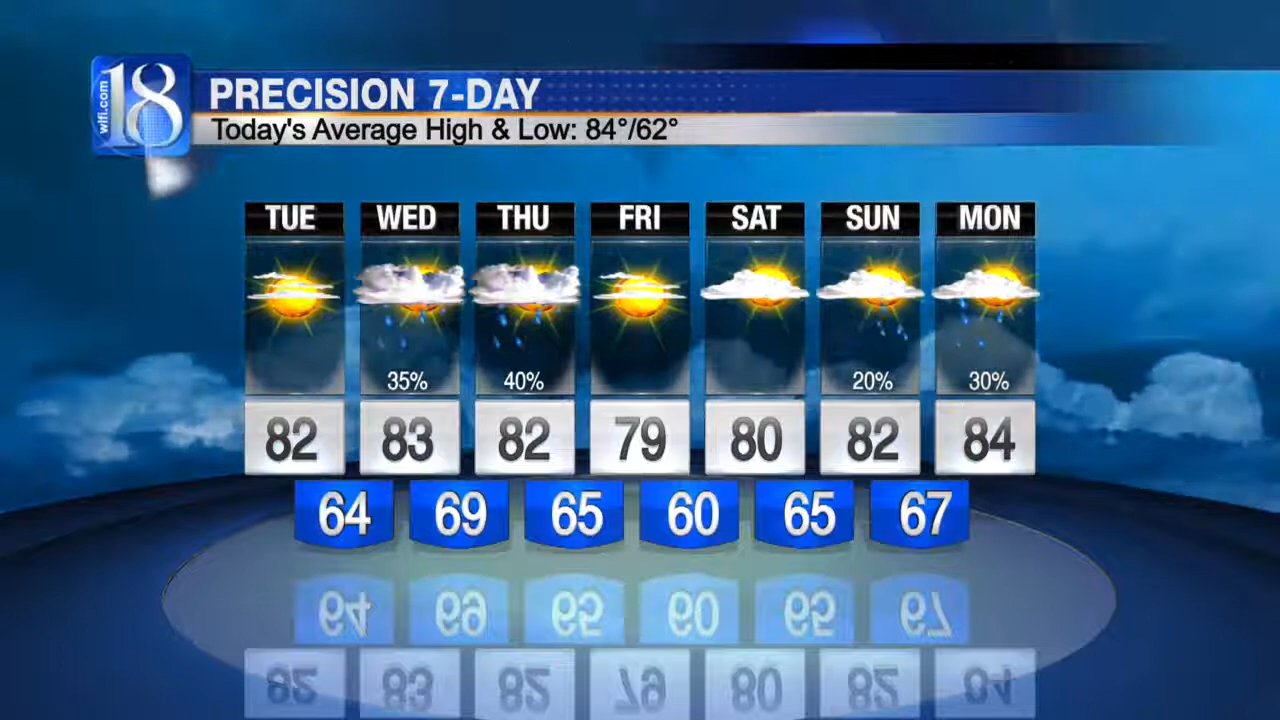 wlfi.com
18
PRECISION 7-DAY
Today's Average High & Low: 84°/62°
TUE WED THU FRI SAT SUN MON
35% 40% 20% 30%
82 83 82 79 80 82 84
64 69 65 60 65 67